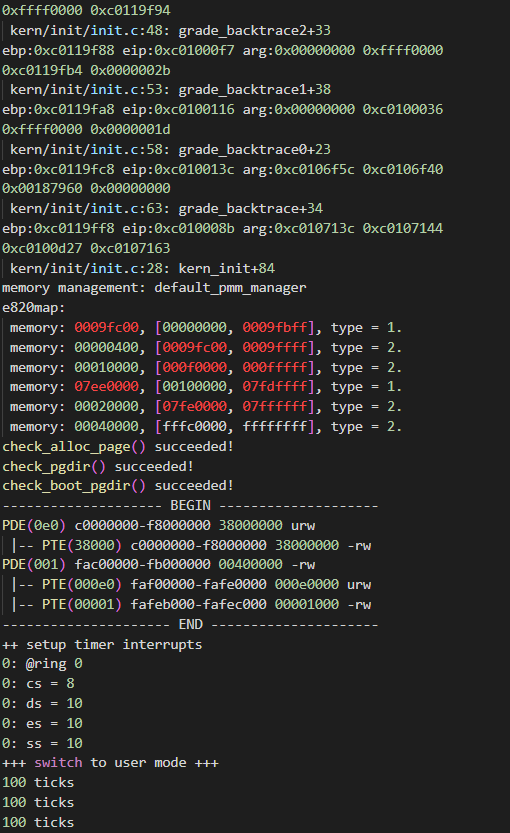 0xffff0000 0xc0119f94
kern/init/init.c:48: grade_backtrace2+33
ebp:0xc0119f88 eip:0xc01000f7 arg:0x00000000 0xffff0000
0xc0119fb4 0x0000002b
kern/init/init.c:53: grade_backtrace1+38
ebp:0xc0119fa8 eip:0xc0100116 arg:0x00000000 0xc0100036
0xffff0000 0x0000001d
kern/init/init.c:58: grade_backtrace0+23
ebp:0xc0119fc8 eip:0xc010013c arg:0xc0106f5c 0xc0106f40
0x00187960 0x00000000
kern/init/init.c:63: grade_backtrace+34
ebp:0xc0119ff8 eip:0xc010008b arg:0xc010713c 0xc0107144
0xc0100d27 0xc0107163
kern/init/init.c:28: kern_init+84
memory management: default_pmm_manager
e820map:
memory: 0009fc00, [00000000, 0009fbff], type = 1.
memory: 00000400, [0009fc00, 0009ffff], type = 2.
memory: 00010000, [000f0000, 000fffff], type = 2.
memory: 07ee0000, [00100000, 07fdffff], type = 1.
memory: 00020000, [07fe0000, 07ffffff], type = 2.
memory: 00040000, [fffc0000, ffffffff], type = 2.
check_alloc_page() succeeded!
check_pgdir() succeeded!
check_boot_pgdir() succeeded!
-------------------- BEGIN --------------------
PDE(0e0) c0000000-f8000000 38000000 urw
|-- PTE(38000) c0000000-f8000000 38000000 -rw
PDE(001) fac00000-fb000000 00400000 -rw
|-- PTE(000e0) faf00000-fafe0000 000e0000 urw
|-- PTE(00001) fafeb000-fafec000 00001000 -rw
--------------------- END ---------------------
++ setup timer interrupts
0: @ring 0
0: cs = 8
0: ds = 10
0: es = 10
0: ss = 10
+++ switch to user mode +++
100 ticks
100 ticks
100 ticks